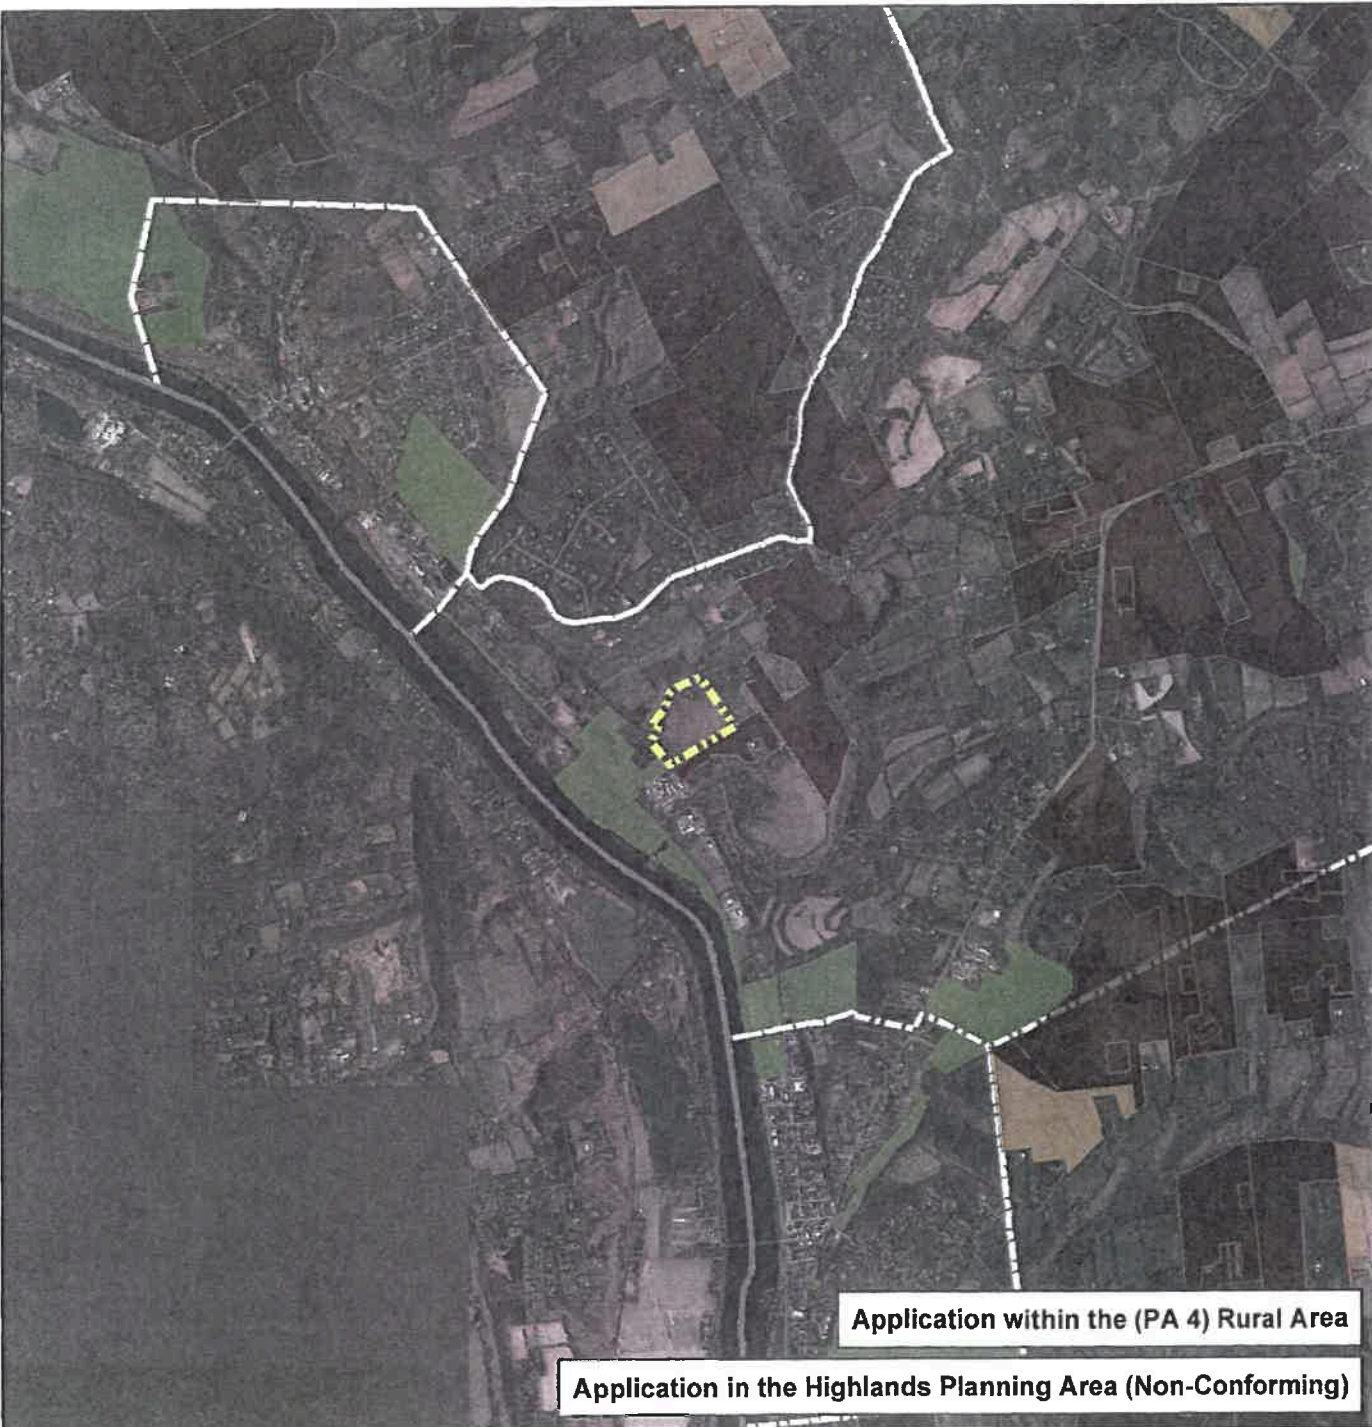 Application within the (PA 4) Rural Area
Application in the Highlands Planning Area (Non-Conforming)